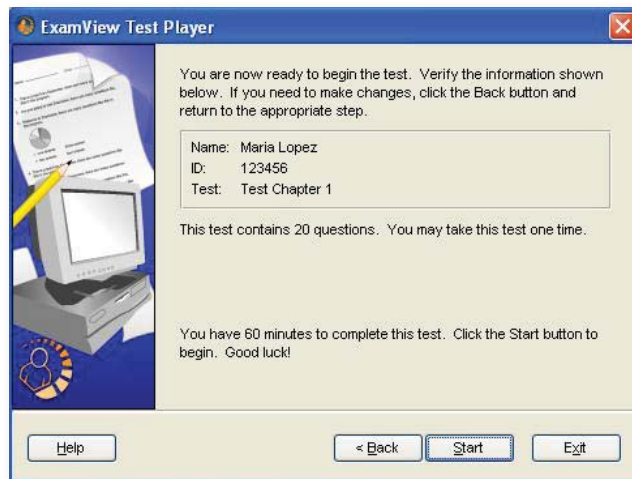 ExamView Test Player
You are now ready to begin the test. Verify the information shown
below. If you need to make changes, click the Back button and
return to the appropriate step.
Name: Maria Lopez
ID: 123456
Test: Test Chapter 1
This test contains 20 questions. You may take this test one time.
You have 60 minutes to complete this test. Click the Start button to
begin. Good luck!
Help
< Back
Start
Exit